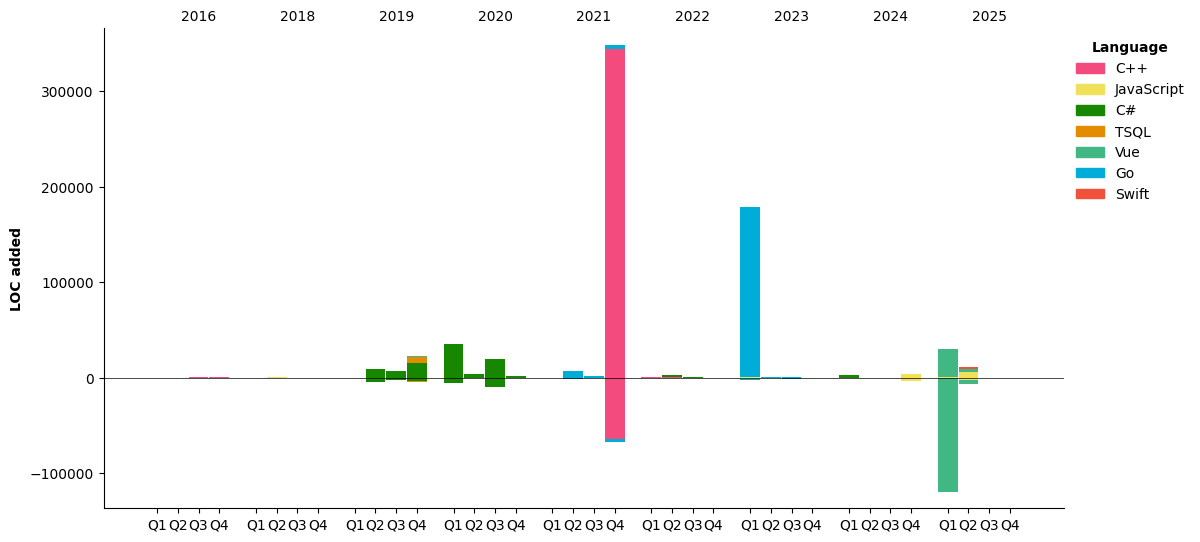 2016 2018 2019 2020 2021 2022 2023 2024 2025
Language
C++
JavaScript
C#
TSQL
Vue
Go
Swift
LOC added
300000
200000
100000
0
−100000
Q1 Q2 Q3 Q4 Q1 Q2 Q3 Q4 Q1 Q2 Q3 Q4 Q1 Q2 Q3 Q4 Q1 Q2 Q3 Q4 Q1 Q2 Q3 Q4 Q1 Q2 Q3 Q4 Q1 Q2 Q3 Q4 Q1 Q2 Q3 Q4